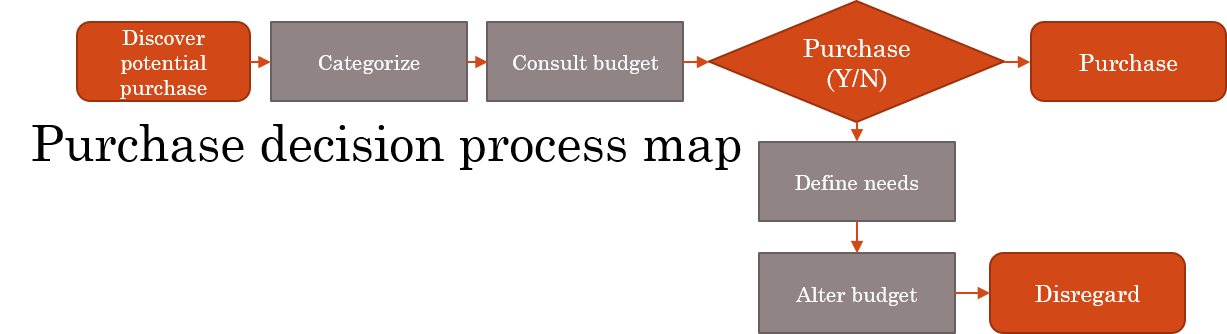 Discover
potential
purchase
Categorize
Consult budget
Purchase
(Y/N)
Purchase
Purchase decision process map
Define needs
Alter budget
Disregard